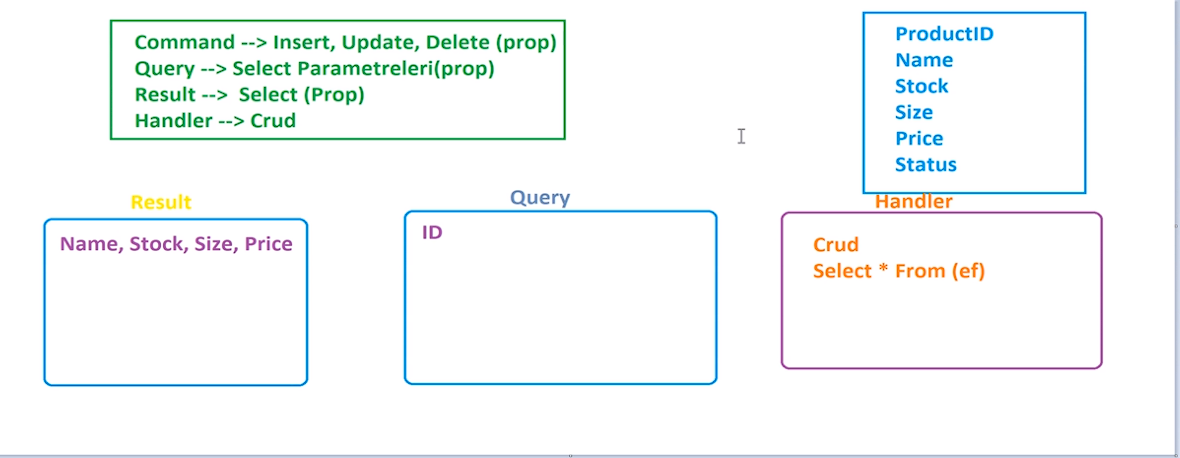 Command --> Insert, Update, Delete (prop)
Query --> Select Parametreleri(prop)
Result --> Select (Prop)
Handler --> Crud
ProductID
Name
Stock
Size
Price
Status
Result
Name, Stock, Size, Price
Query
ID
Handler
Crud
Select * From (ef)